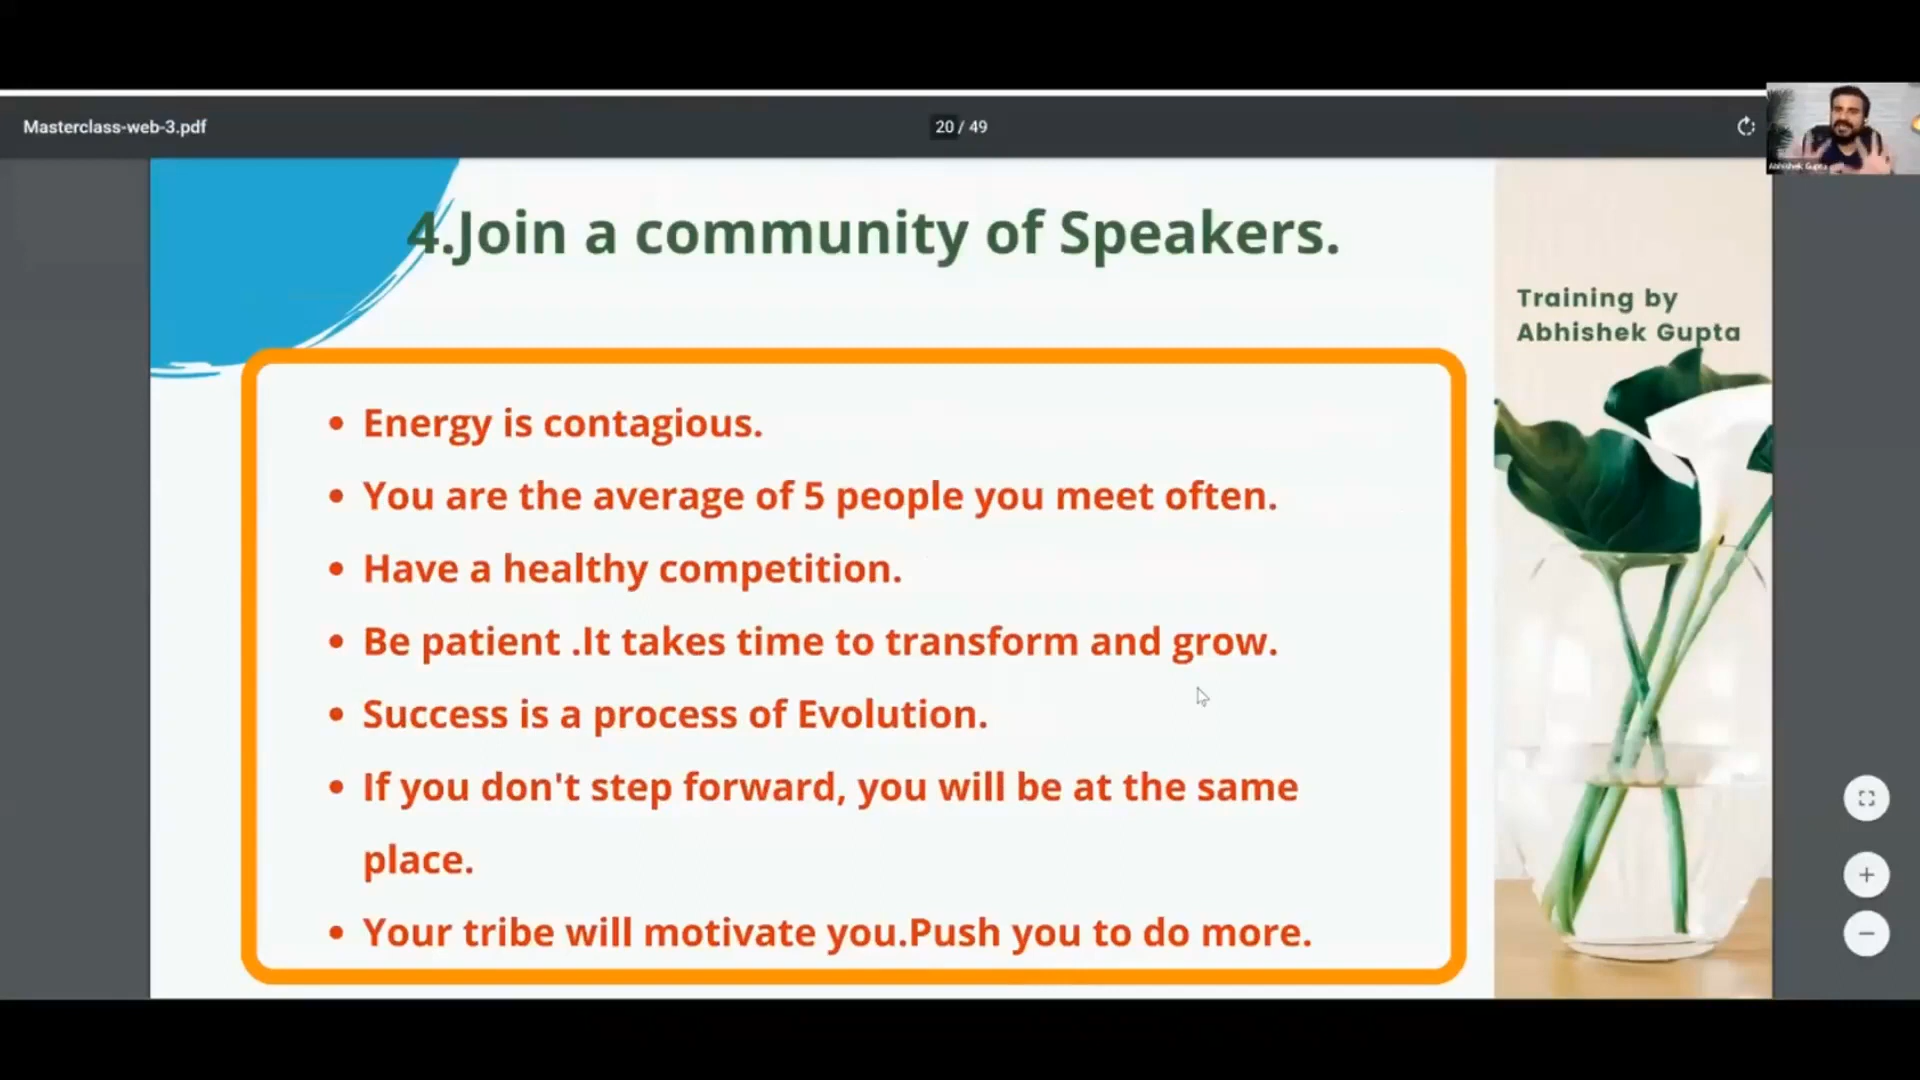 Masterclass-web-3.pdf
20 / 49
Abhishek Gupta
4.Join a community of Speakers.
Training by
Abhishek Gupta
• Energy is contagious.
• You are the average of 5 people you meet often.
• Have a healthy competition.
• Be patient .It takes time to transform and grow.
• Success is a process of Evolution.
• If you don't step forward, you will be at the same
place.
• Your tribe will motivate you.Push you to do more.